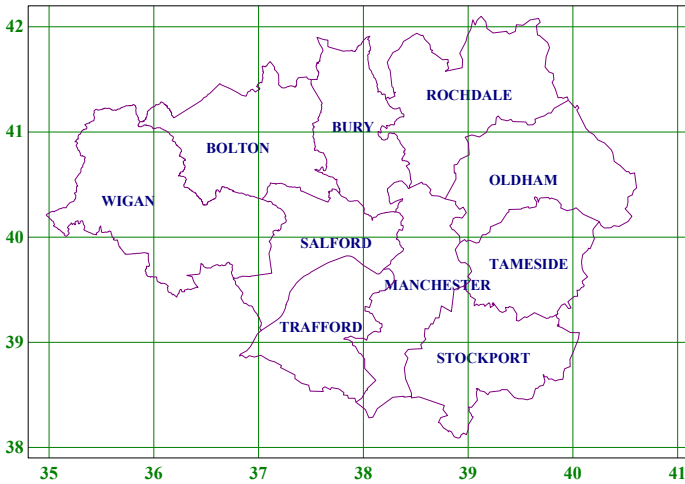 42
ROCHDALE
41
BURY
BOLTON
OLDHAM
WIGAN
40
SALFORD
TAMESIDE
MANCHESTER
TRAFFORD
39
STOCKPORT
38
35 36 37 38 39 40 41